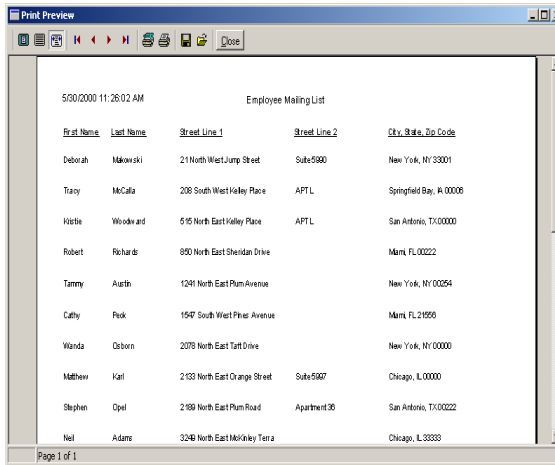 Print Preview
Close
5/30/2000 11:26:02 AM Employee Mailing List
First Name Last Name Street Line 1 Street Line 2 City, State, Zip Code
Deborah Makowski 21 North West Jump Street Suite 5990 New York, NY 33001
Tracy McCalla 208 South West Kelley Place APT L Springfield Bay, IA 00006
Kristie Woodward 515 North East Kelley Place APT L San Antonio, TX 00000
Robert Richards 850 North East Sheridan Drive Miami, FL 00222
Tammy Austin 1241 North East Plum Avenue New York, NY 00254
Cathy Peck 1547 South West Pines Avenue Miami, FL 21556
Wanda Osborn 2078 North East Taft Drive New York, NY 00000
Matthew Karl 2133 North East Orange Street Suite 5997 Chicago, IL 00000
Stephen Opel 2189 North East Plum Road Apartment 36 San Antonio, TX 00222
Neil Adams 3249 North East McKinley Terra Chicago, IL 33333
Page 1 of 1